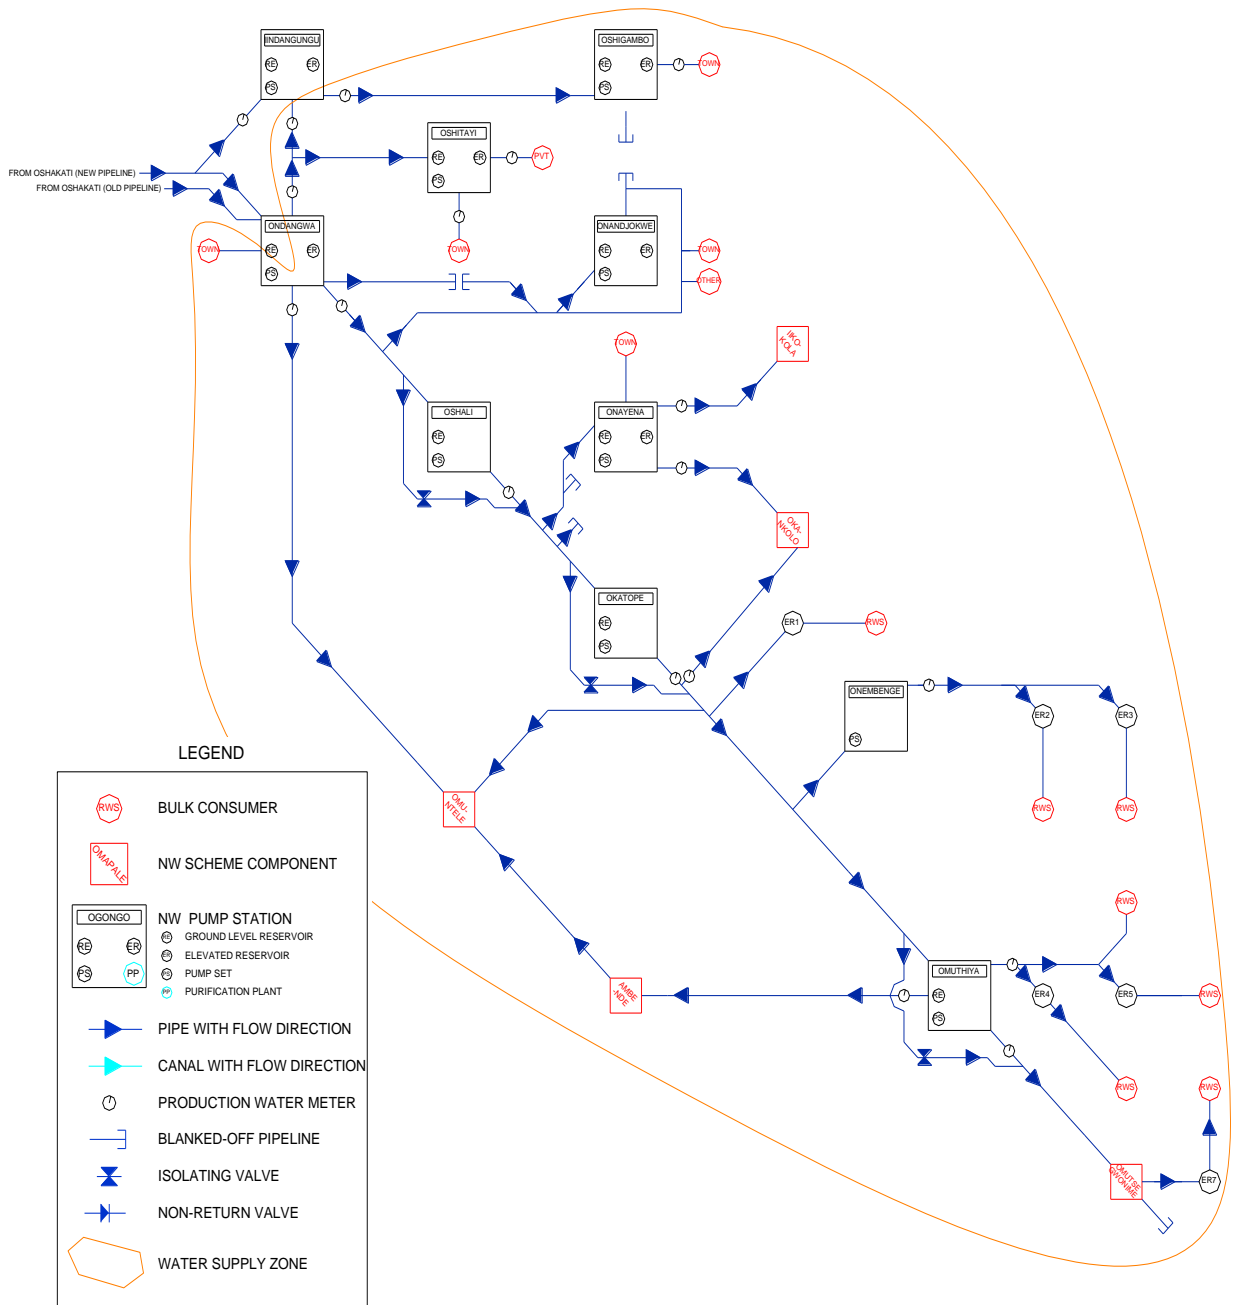 IINDANGUNGU
RE
ER
PS
OSHIGAMBO
RE
ER
PS
TOWN
OSHITAYI
RE
ER
PS
PVT
TOWN
FROM OSHAKATI (NEW PIPELINE)
FROM OSHAKATI (OLD PIPELINE)
ONDANGWA
RE
ER
PS
TOWN
ONANDJOKWE
RE
ER
PS
TOWN
OTHER
TOWN
IIKO
KOLA
OSHALI
RE
PS
ONAYENA
RE
ER
PS
OKA-
NKOLO
OKATOPE
RE
PS
ER1
RWS
ONEMBENGE
PS
ER2
ER3
RWS
RWS
OMU-
NTELE
AMBE
-NDE
OMUTHIYA
RE
PS
RWS
ER4
ER5
RWS
RWS
RWS
OMUTSE
GWONIME
ER7
LEGEND
RWS
BULK CONSUMER
OMAPALE
NW SCHEME COMPONENT
OGONGO
RE
ER
PS
PP
NW PUMP STATION
RE GROUND LEVEL RESERVOIR
ER ELEVATED RESERVOIR
PS PUMP SET
PP PURIFICATION PLANT
PIPE WITH FLOW DIRECTION
CANAL WITH FLOW DIRECTION
PRODUCTION WATER METER
BLANKED-OFF PIPELINE
ISOLATING VALVE
NON-RETURN VALVE
WATER SUPPLY ZONE